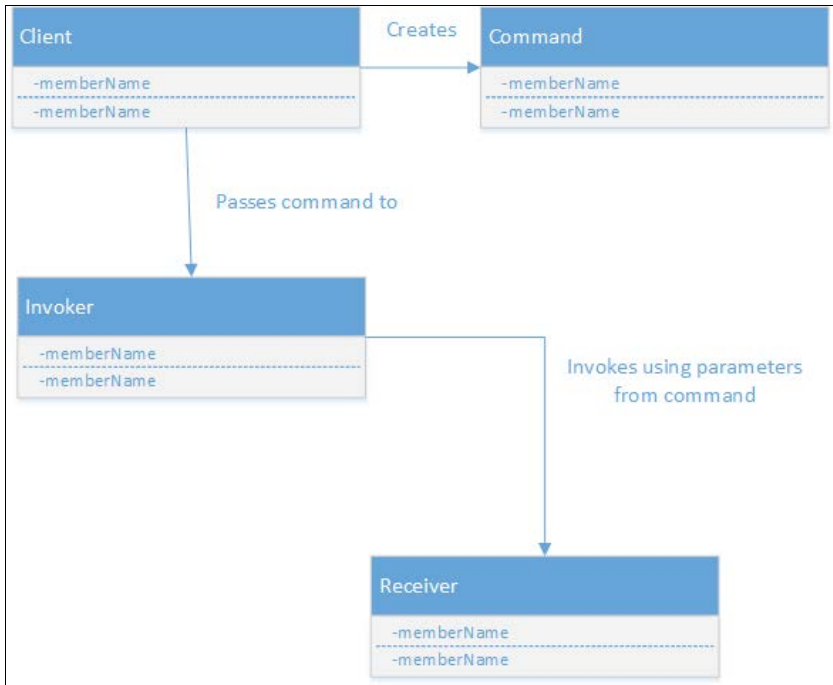 Client
-memberName
-memberName
Creates
Command
-memberName
-memberName
Passes command to
Invoker
-memberName
-memberName
Invokes using parameters
from command
Receiver
-memberName
-memberName